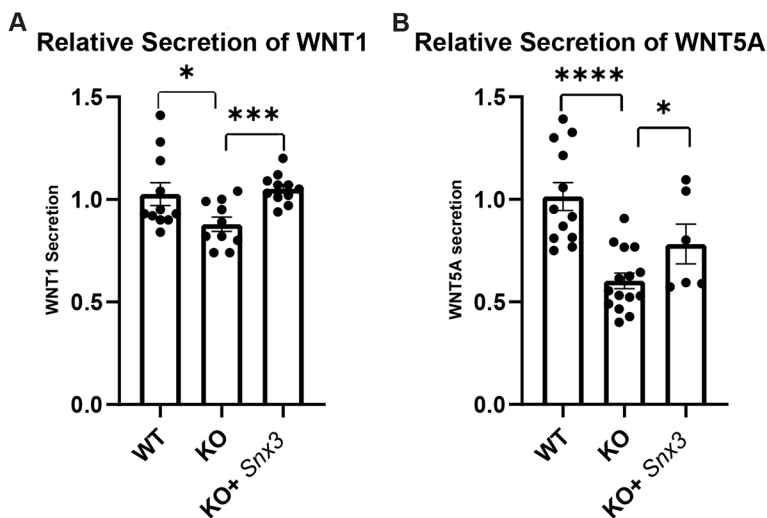 A
Relative Secretion of WNT1
*
***
1.5
1.0
0.5
0.0
WNT1 Secretion
WT
KO
KO+ Snx3
B
Relative Secretion of WNT5A
****
*
1.5
1.0
0.5
0.0
WNT5A secretion
WT
KO
KO+ Snx3